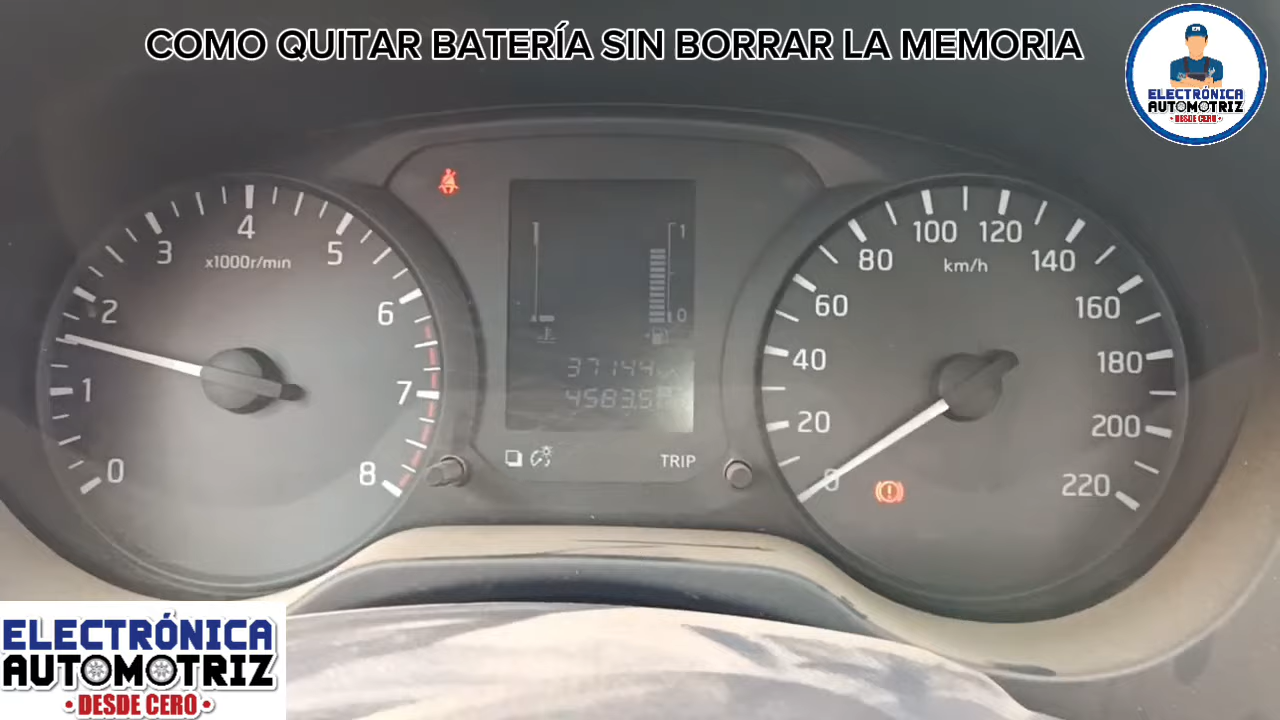 COMO QUITAR BATERÍA SIN BORRAR LA MEMORIA
ELECTRÓNICA
AUTOMOTRIZ
DESDE CERO
0
1
2
3
4
5
6
7
8
x1000r/min
1
0
TRIP
0
20
40
60
80
100
120
140
160
180
200
220
km/h
ELECTRÓNICA
AUTOMOTRIZ
• DESDE CERO •